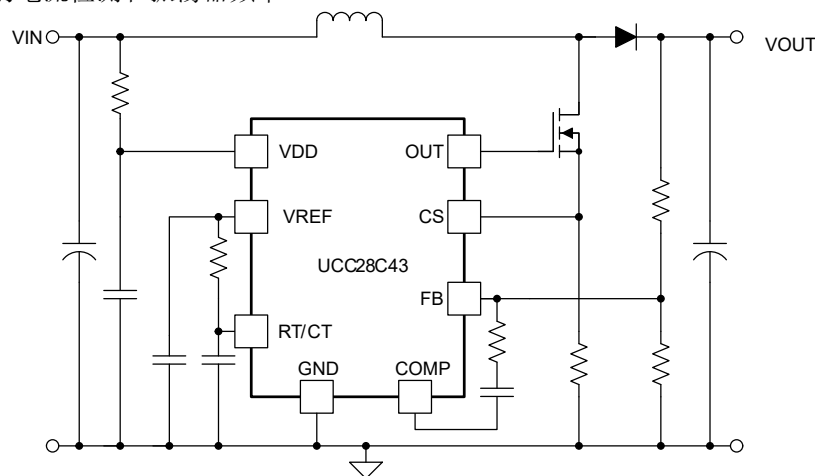 VIN
VOUT
VDD
OUT
VREF
CS
UCC28C43
FB
RT/CT
GND
COMP